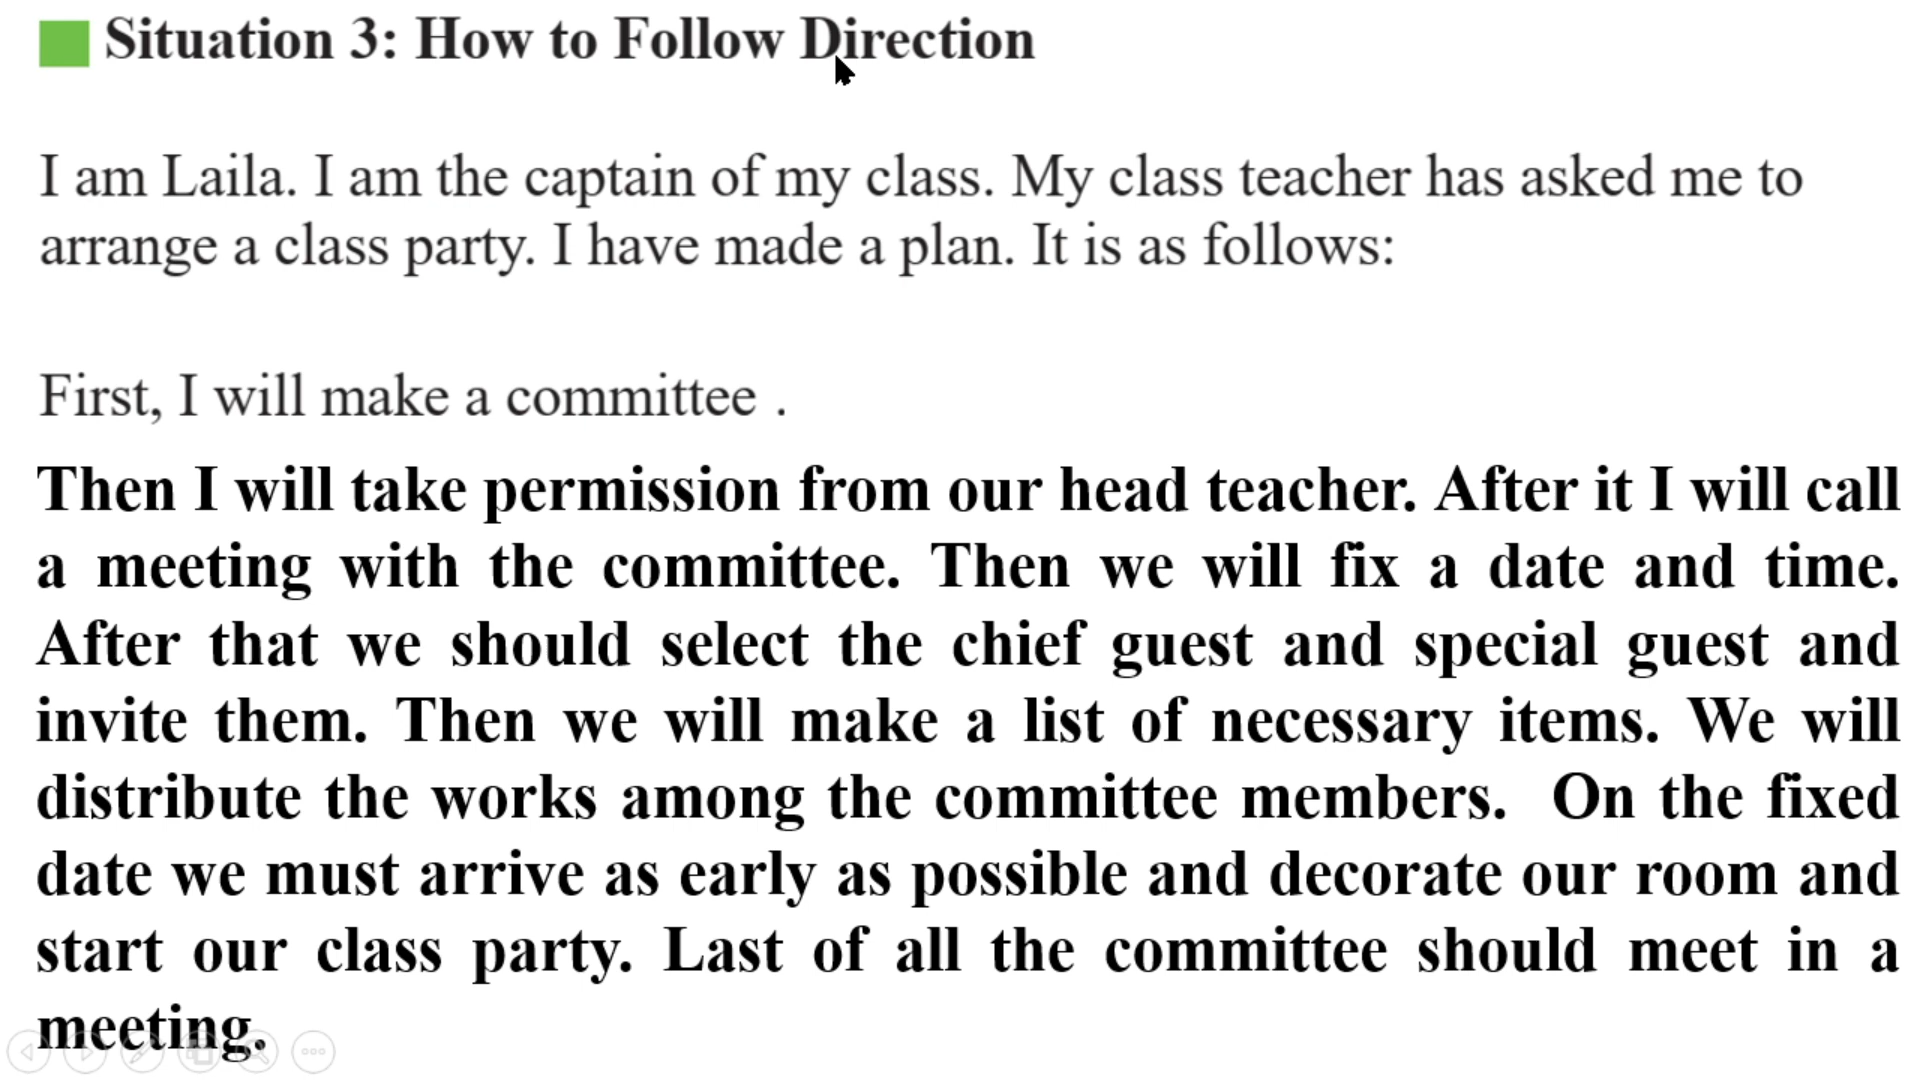 Situation 3: How to Follow Direction
I am Laila. I am the captain of my class. My class teacher has asked me to
arrange a class party. I have made a plan. It is as follows:
First, I will make a committee .
Then I will take permission from our head teacher. After it I will call
a meeting with the committee. Then we will fix a date and time.
After that we should select the chief guest and special guest and
invite them. Then we will make a list of necessary items. We will
distribute the works among the committee members. On the fixed
date we must arrive as early as possible and decorate our room and
start our class party. Last of all the committee should meet in a
meeting.